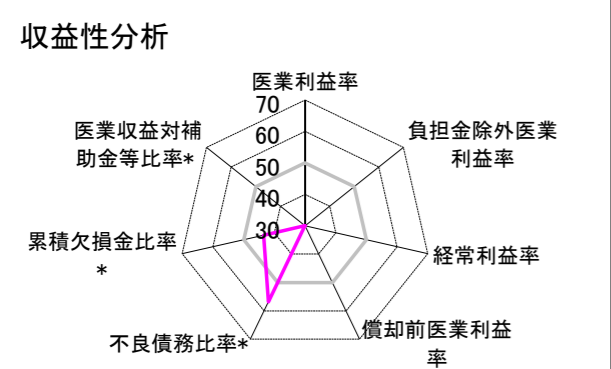 収益性分析
医業利益率
70
60
50
40
30
負担金除外医業
利益率
経常利益率
償却前医業利益
率
不良債務比率*
累積欠損金比率
*
医業収益対補
助金等比率*